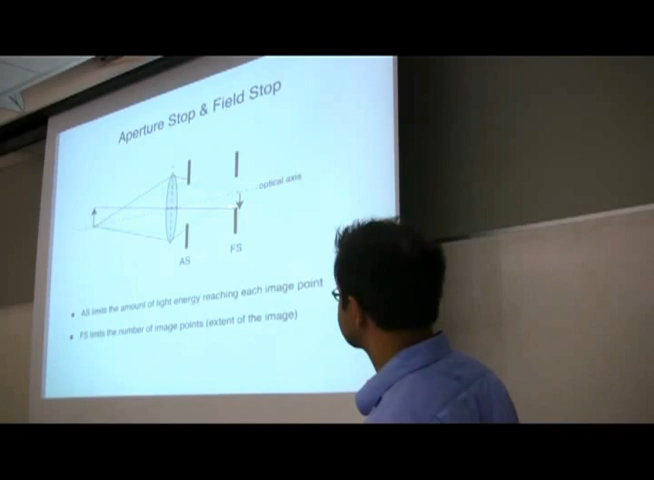 Aperture Stop & Field Stop
optical axis
AS
FS
AS limits the amount of light energy reaching each image point
FS limits the number of image points (extent of the image)